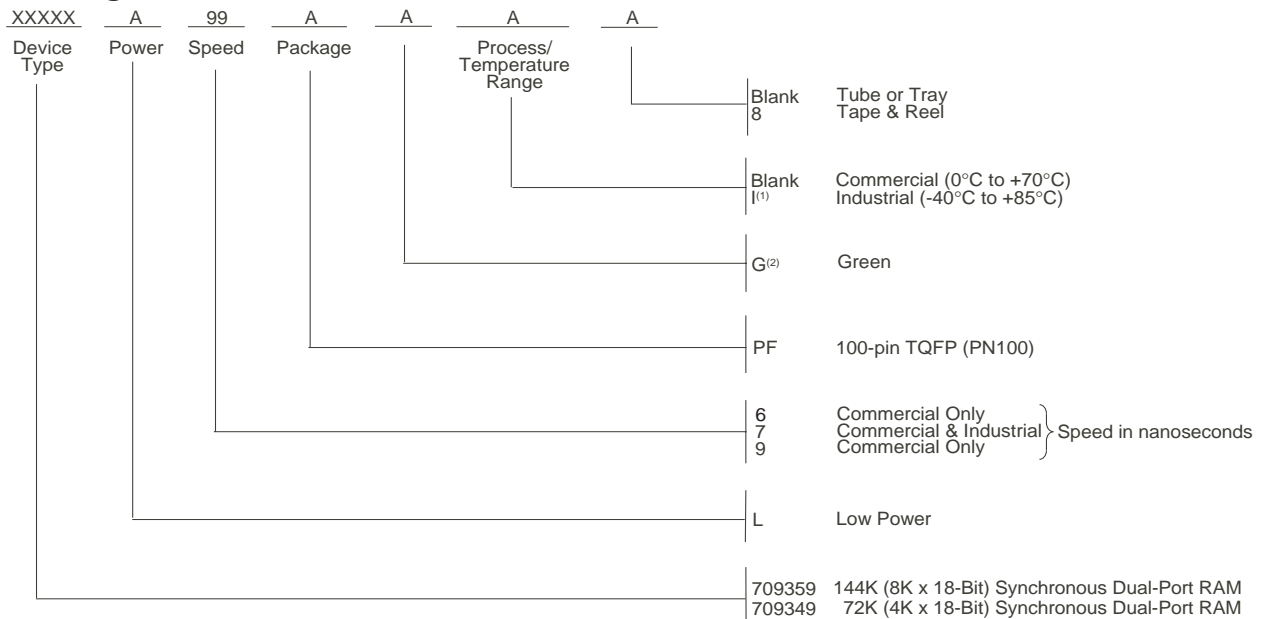 XXXXX A 99 A A A A
Device Type Power Speed Package Process/ Temperature Range
Blank Tube or Tray
8 Tape & Reel
Blank Commercial (0°C to +70°C)
I(1) Industrial (-40°C to +85°C)
G(2) Green
PF 100-pin TQFP (PN100)
6 Commercial Only
7 Commercial & Industrial Speed in nanoseconds
9 Commercial Only
L Low Power
709359 144K (8K x 18-Bit) Synchronous Dual-Port RAM
709349 72K (4K x 18-Bit) Synchronous Dual-Port RAM